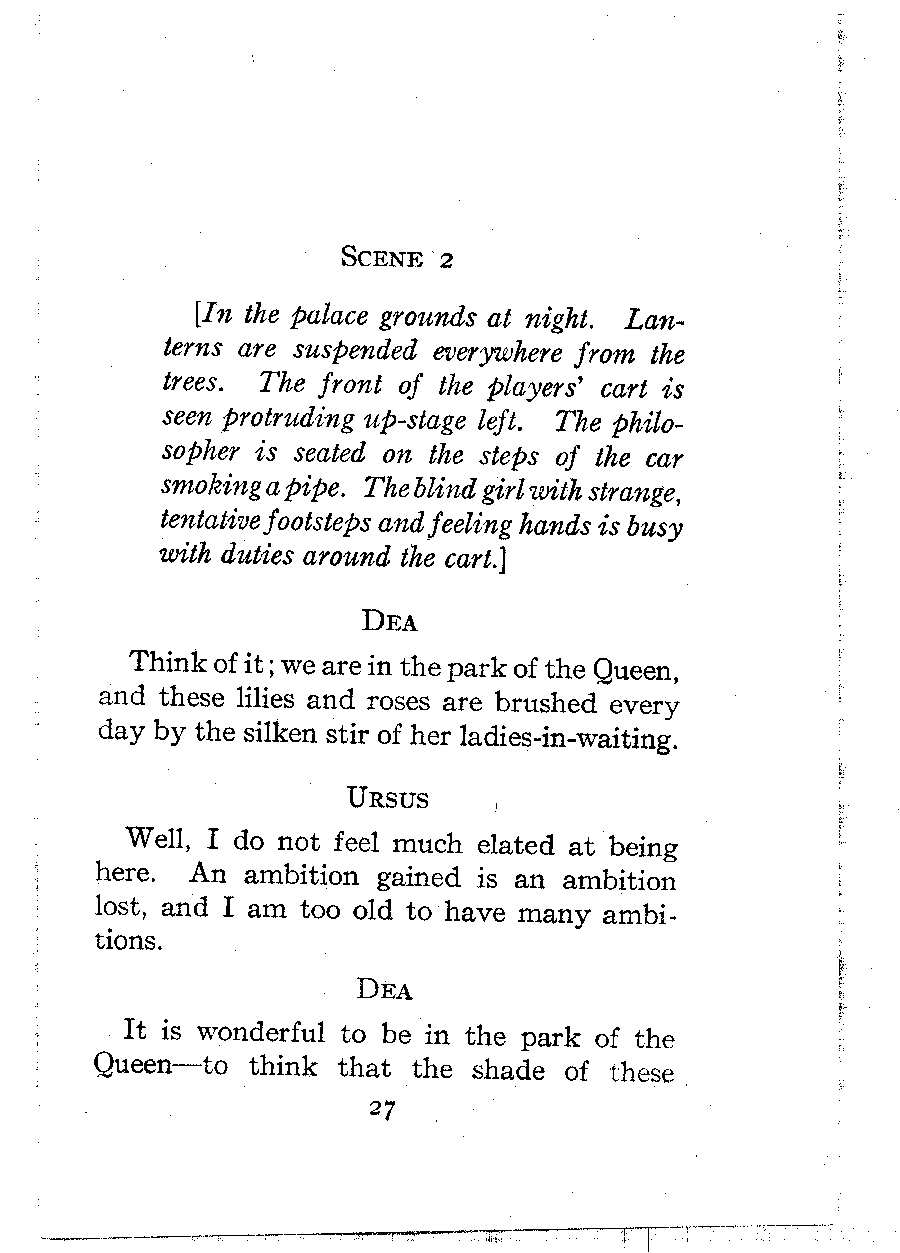 SCENE 2
[In the palace grounds at night. Lan-
terns are suspended everywhere from the
trees. The front of the players' cart is
seen protruding up-stage left. The philo-
sopher is seated on the steps of the car
smoking a pipe. The blind girl with strange,
tentative footsteps and feeling hands is busy
with duties around the cart.]
DEA
Think of it; we are in the park of the Queen,
and these lilies and roses are brushed every
day by the silken stir of her ladies-in-waiting.
URSUS
Well, I do not feel much elated at being
here. An ambition gained is an ambition
lost, and I am too old to have many ambi-
tions.
DEA
It is wonderful to be in the park of the
Queen—to think that the shade of these
27